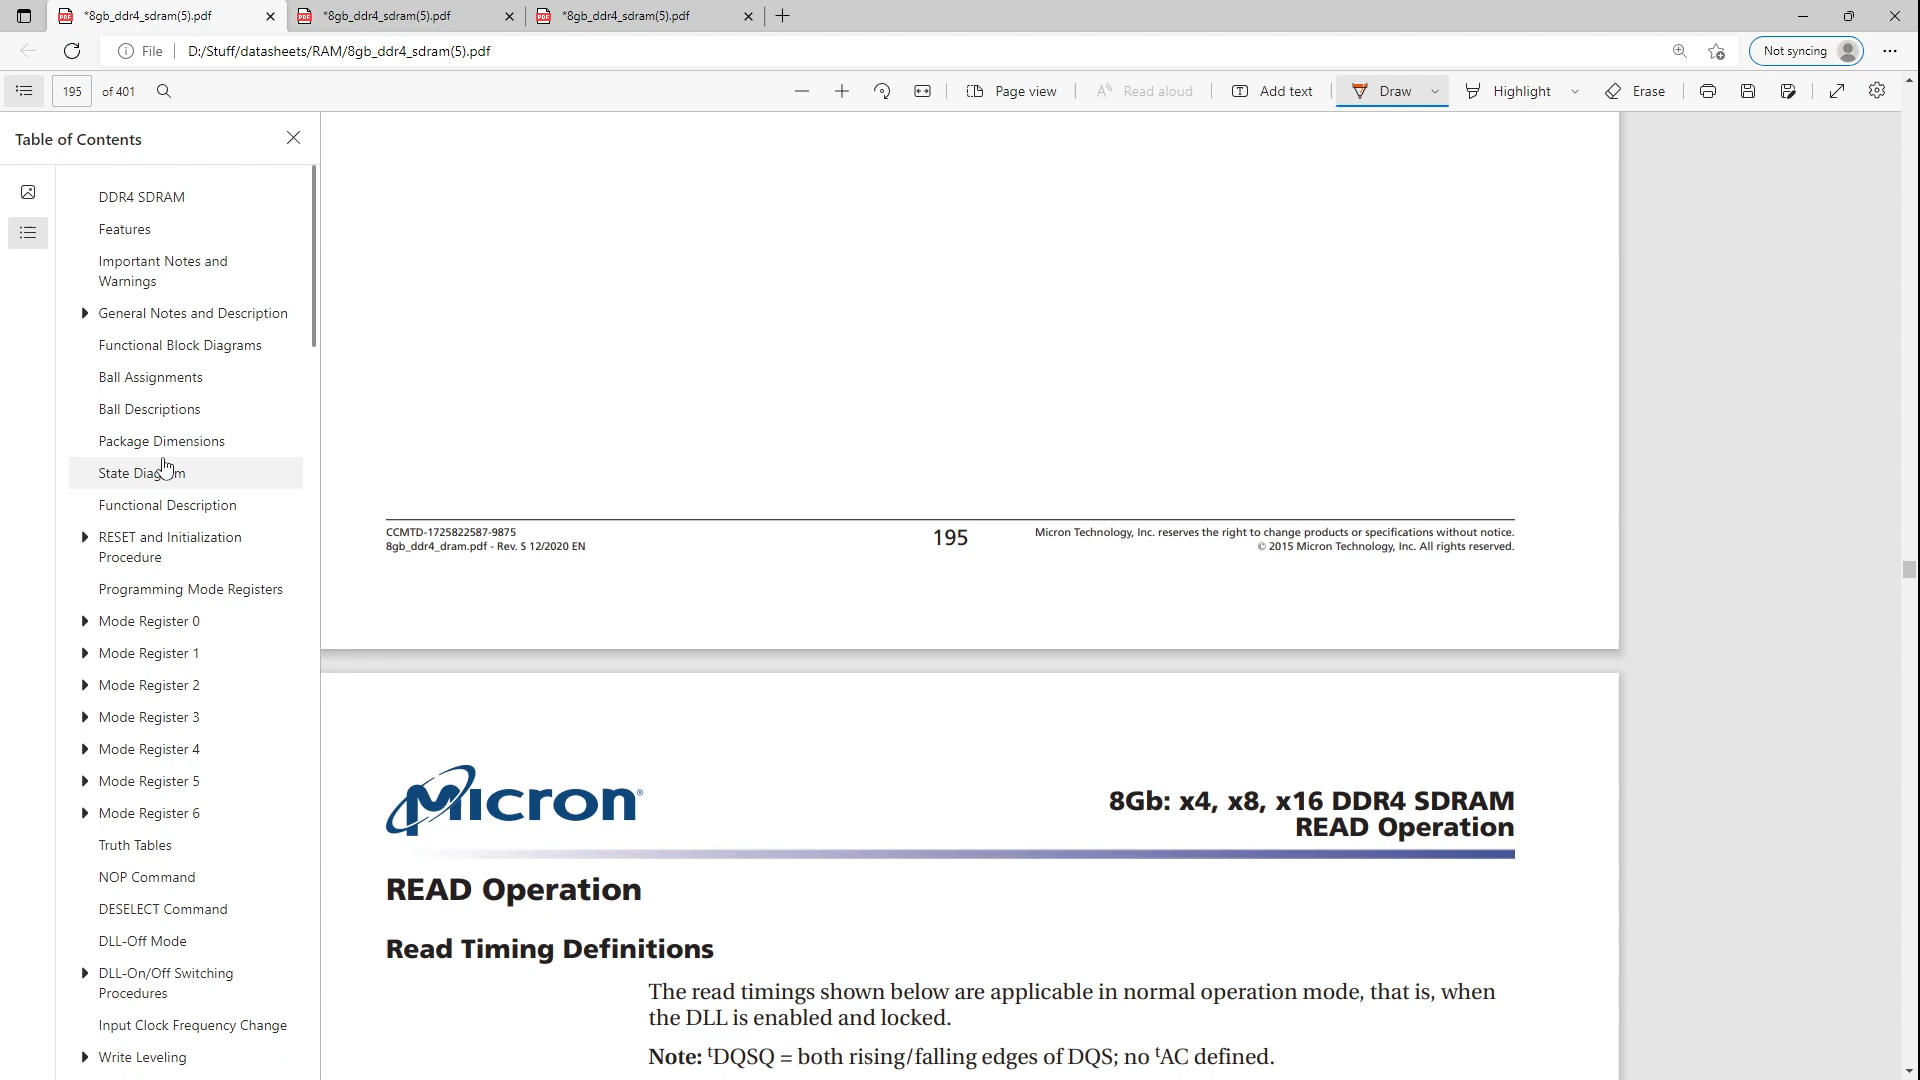 *8gb_ddr4_sdram(5).pdf
*8gb_ddr4_sdram(5).pdf
*8gb_ddr4_sdram(5).pdf
File
D:/Stuff/datasheets/RAM/8gb_ddr4_sdram(5).pdf
Not syncing
195 of 401
Page view
Read aloud
Add text
Draw
Highlight
Erase
Table of Contents
DDR4 SDRAM
Features
Important Notes and
Warnings
General Notes and Description
Functional Block Diagrams
Ball Assignments
Ball Descriptions
Package Dimensions
State Diagram
Functional Description
RESET and Initialization
Procedure
Programming Mode Registers
Mode Register 0
Mode Register 1
Mode Register 2
Mode Register 3
Mode Register 4
Mode Register 5
Mode Register 6
Truth Tables
NOP Command
DESELECT Command
DLL-Off Mode
DLL-On/Off Switching
Procedures
Input Clock Frequency Change
Write Leveling
CCMTD-1725822587-9875
8gb_ddr4_dram.pdf - Rev. S 12/2020 EN
195
Micron Technology, Inc. reserves the right to change products or specifications without notice.
© 2015 Micron Technology, Inc. All rights reserved.
Micron®
8Gb: x4, x8, x16 DDR4 SDRAM
READ Operation
READ Operation
Read Timing Definitions
The read timings shown below are applicable in normal operation mode, that is, when
the DLL is enabled and locked.
Note: tDQSQ = both rising/falling edges of DQS; no tAC defined.